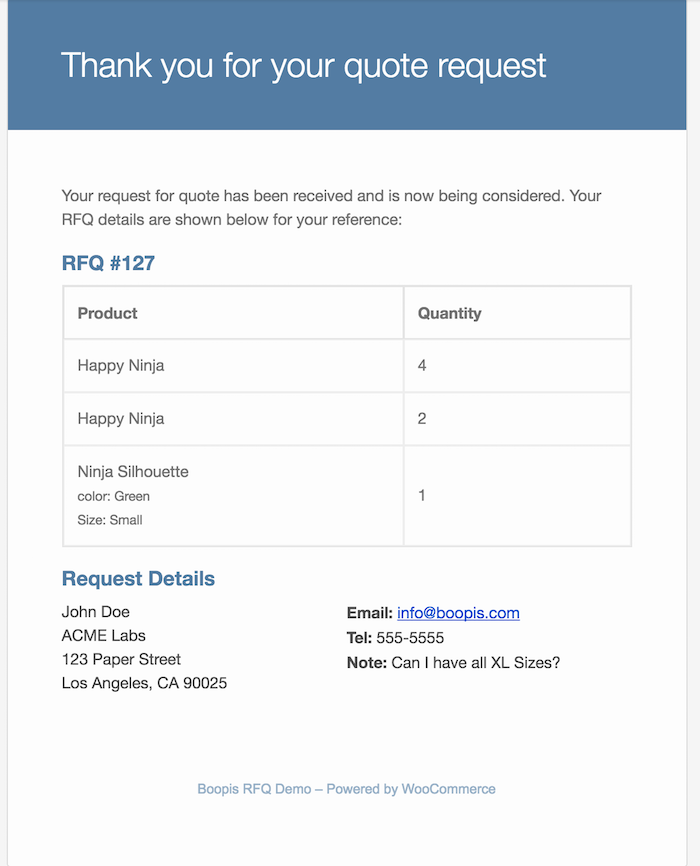 Thank you for your quote request
Your request for quote has been received and is now being considered. Your
RFQ details are shown below for your reference:
RFQ #127
Product Quantity
Happy Ninja 4
Happy Ninja 2
Ninja Silhouette
color: Green
Size: Small
1
Request Details
John Doe
ACME Labs
123 Paper Street
Los Angeles, CA 90025
Email: info@boopis.com
Tel: 555-5555
Note: Can I have all XL Sizes?
Boopis RFQ Demo – Powered by WooCommerce